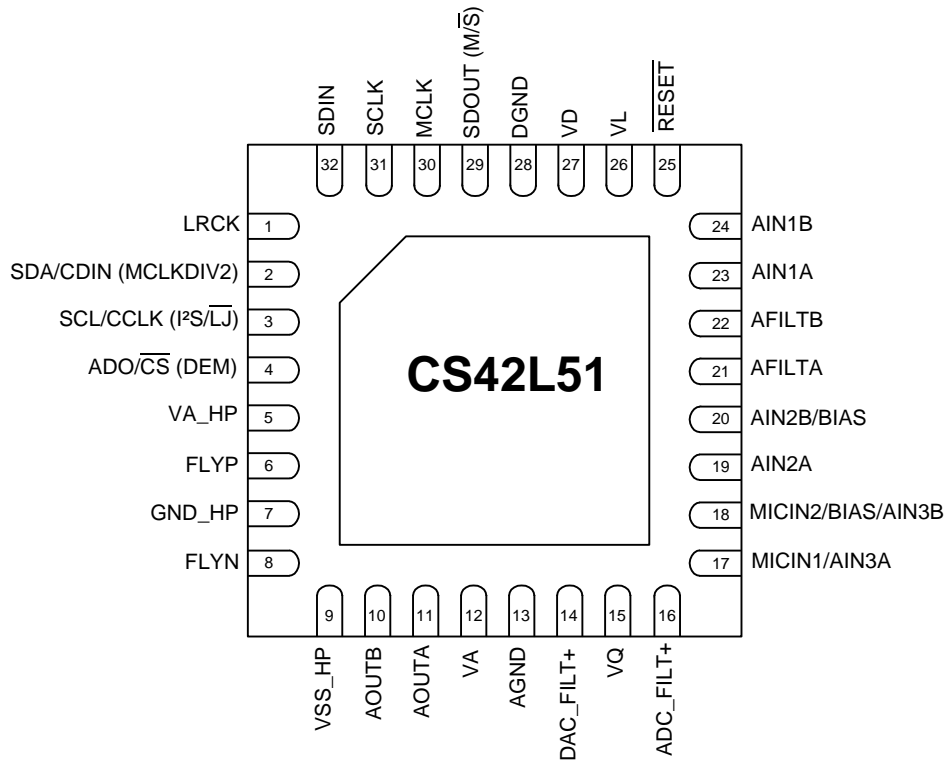 SDIN
SCLK
MCLK
SDOUT (M/S̅)
DGND
VD
VL
R̅E̅S̅E̅T̅
32
31
30
29
28
27
26
25
LRCK 1
SDA/CDIN (MCLKDIV2) 2
SCL/CCLK (I²S/L̅J̅) 3
ADO/C̅S̅ (DEM) 4
VA_HP 5
FLYP 6
GND_HP 7
FLYN 8
CS42L51
24 AIN1B
23 AIN1A
22 AFILTB
21 AFILTA
20 AIN2B/BIAS
19 AIN2A
18 MICIN2/BIAS/AIN3B
17 MICIN1/AIN3A
9
10
11
12
13
14
15
16
VSS_HP
AOUTB
AOUTA
VA
AGND
DAC_FILT+
VQ
ADC_FILT+